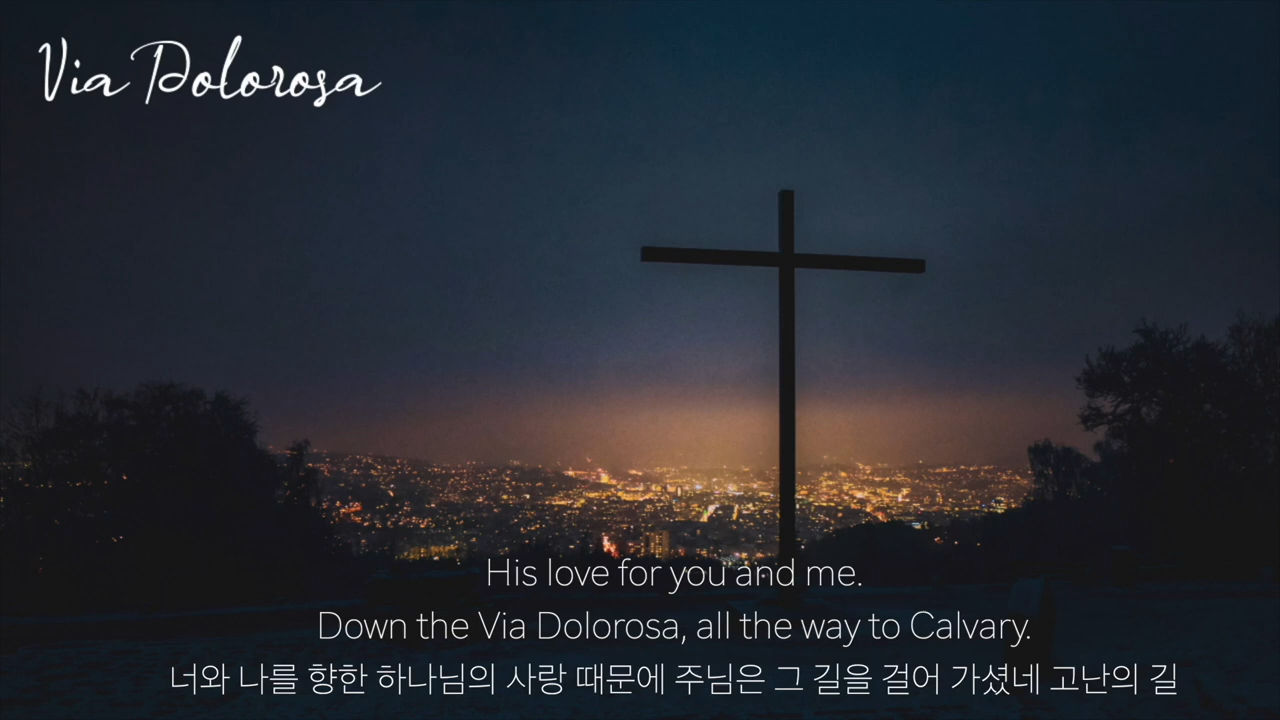 Via Dolorosa
His love for you and me.
Down the Via Dolorosa, all the way to Calvary.
너와 나를 향한 하나님의 사랑 때문에 주님은 그 길을 걸어 가셨네 고난의 길